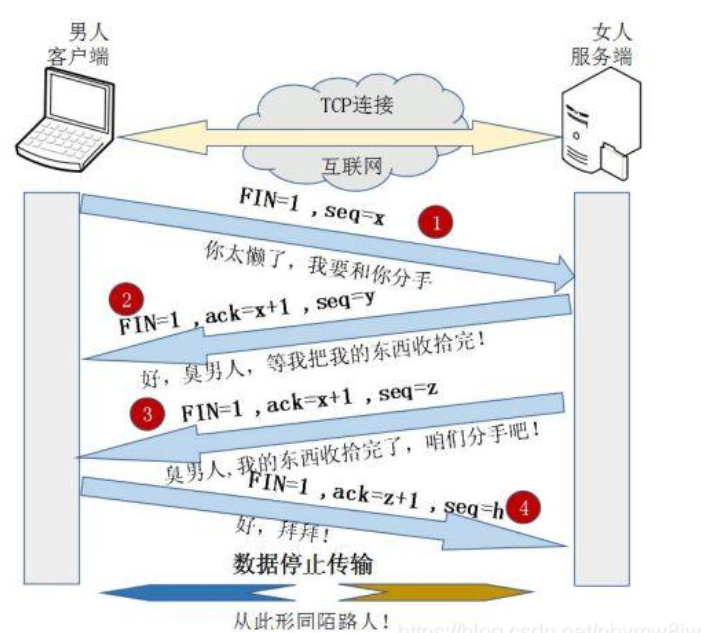 男人
客户端
女人
服务端
TCP连接
互联网
FIN=1 ,seq=x
1
你太懒了，我要和你分手
2
FIN=1 ,ack=x+1 ,seq=y
好，臭男人，等我把我的东西收拾完！
3
FIN=1 ,ack=x+1 ,seq=z
臭男人,我的东西收拾完了，咱们分手吧！
FIN=1 ,ack=z+1 ,seq=h
4
好，拜拜！
数据停止传输
从此形同陌路人！